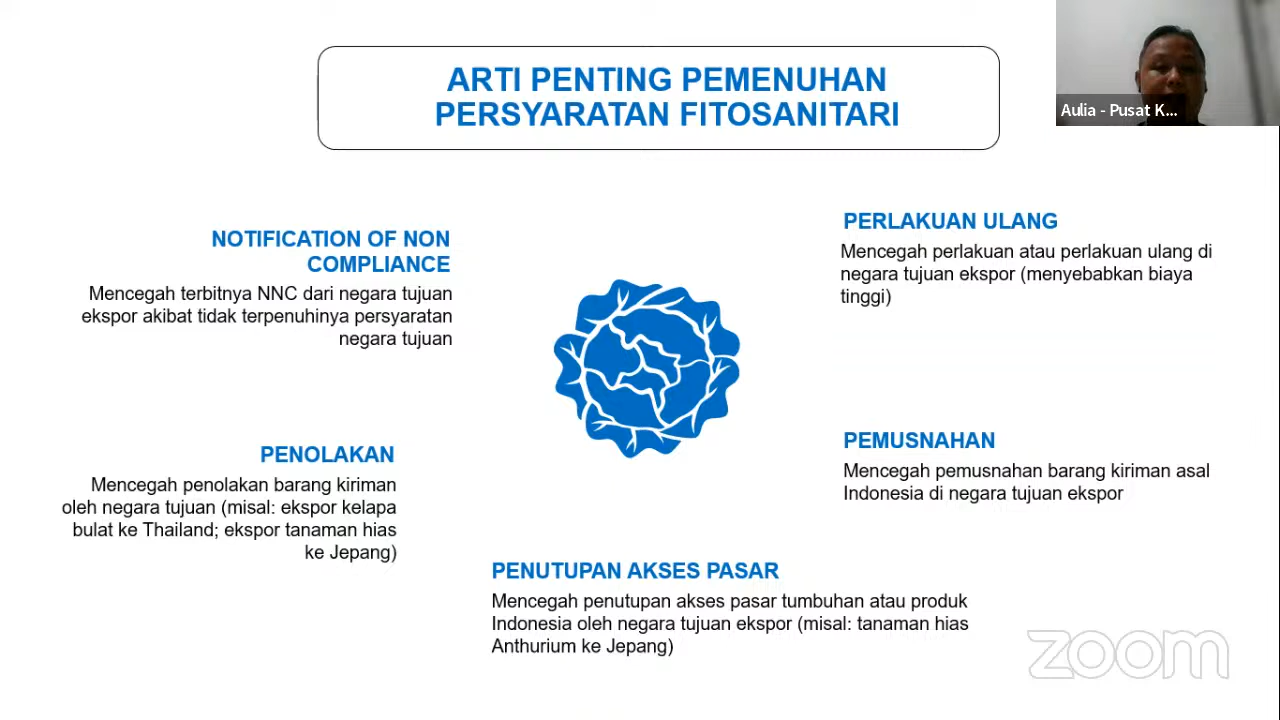 ARTI PENTING PEMENUHAN
PERSYARATAN FITOSANITARI
Aulia - Pusat K...
NOTIFICATION OF NON
COMPLIANCE
Mencegah terbitnya NNC dari negara tujuan
ekspor akibat tidak terpenuhinya persyaratan
negara tujuan
PERLAKUAN ULANG
Mencegah perlakuan atau perlakuan ulang di
negara tujuan ekspor (menyebabkan biaya
tinggi)
PENOLAKAN
Mencegah penolakan barang kiriman
oleh negara tujuan (misal: ekspor kelapa
bulat ke Thailand; ekspor tanaman hias
ke Jepang)
PEMUSNAHAN
Mencegah pemusnahan barang kiriman asal
Indonesia di negara tujuan ekspor
PENUTUPAN AKSES PASAR
Mencegah penutupan akses pasar tumbuhan atau produk
Indonesia oleh negara tujuan ekspor (misal: tanaman hias
Anthurium ke Jepang)
zoom